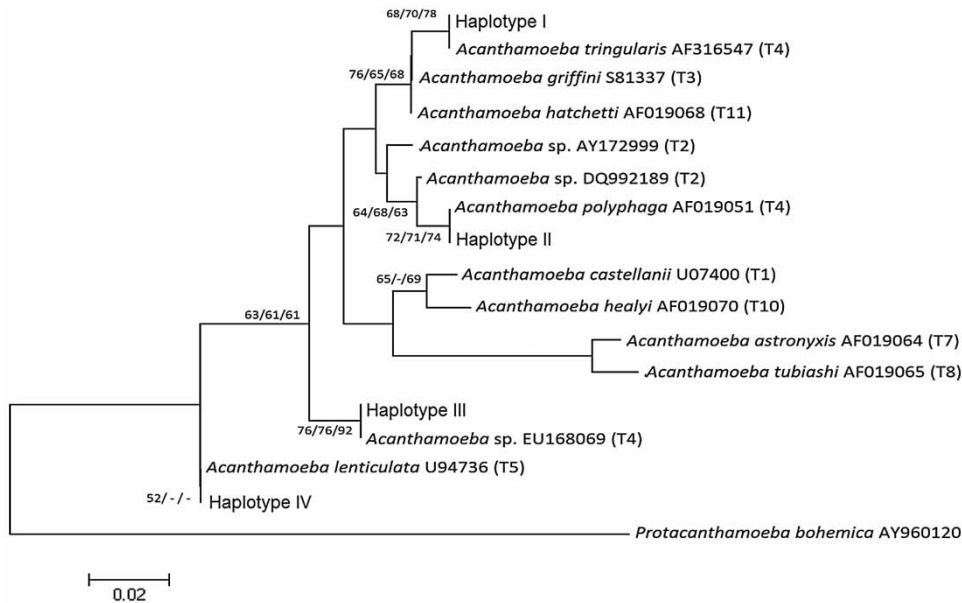 68/70/78
Haplotype I
Acanthamoeba tringularis AF316547 (T4)
76/65/68
Acanthamoeba griffini S81337 (T3)
Acanthamoeba hatchetti AF019068 (T11)
Acanthamoeba sp. AY172999 (T2)
Acanthamoeba sp. DQ992189 (T2)
64/68/63
Acanthamoeba polyphaga AF019051 (T4)
72/71/74
Haplotype II
65/-/69
Acanthamoeba castellanii U07400 (T1)
Acanthamoeba healyi AF019070 (T10)
63/61/61
Acanthamoeba astronyxis AF019064 (T7)
Acanthamoeba tubiashi AF019065 (T8)
Haplotype III
76/76/92
Acanthamoeba sp. EU168069 (T4)
Acanthamoeba lenticulata U94736 (T5)
52/-/-
Haplotype IV
Protacanthamoeba bohemica AY960120
0.02